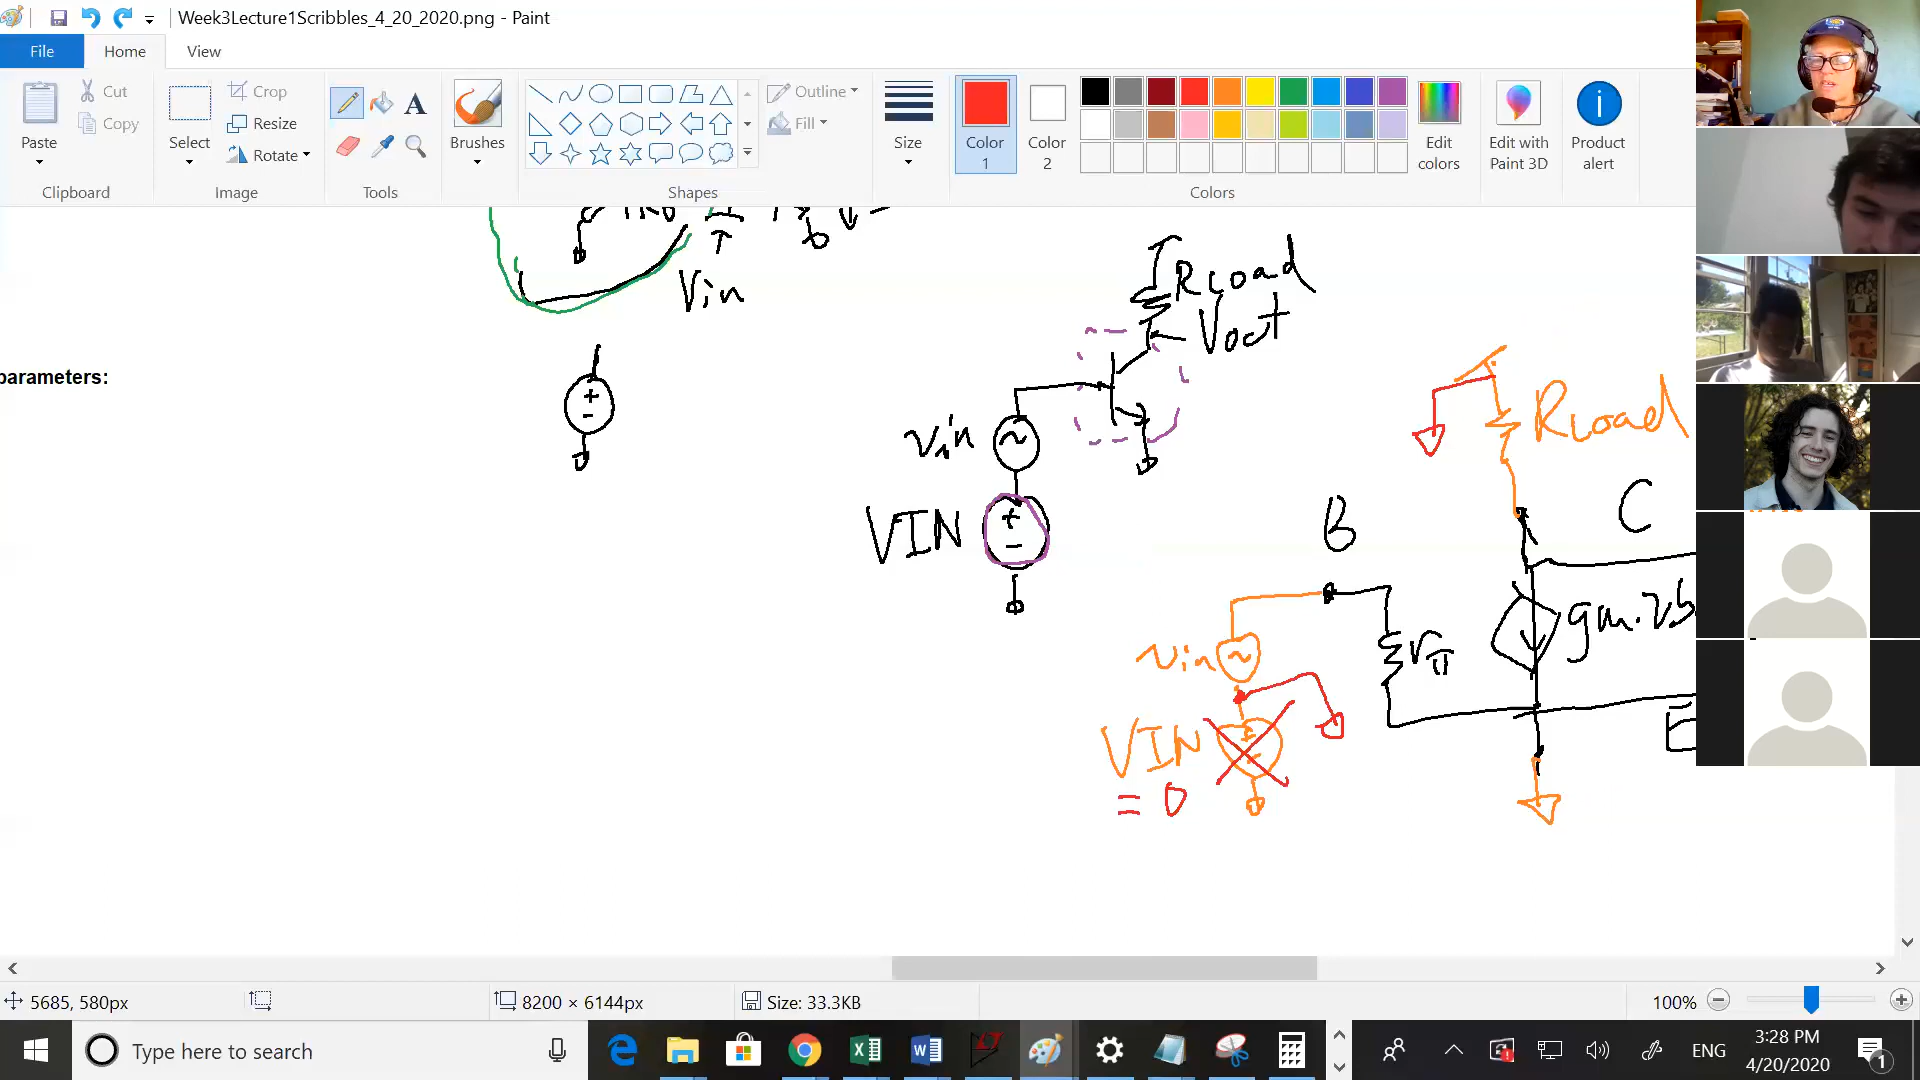 Week3Lecture1Scribbles_4_20_2020.png - Paint
File Home View
Cut
Copy
Paste
Clipboard
Crop
Resize
Rotate
Select
Image
A
Tools
Brushes
Outline
Fill
Shapes
Size
Color 1
Color 2
Edit colors
Colors
Edit with Paint 3D
Product alert
Vin
Rload
Vout
parameters:
vin
VIN
Rload
C
B
gm.vb
vin
rπ
VIN
= 0
E
5685, 580px
8200 × 6144px
Size: 33.3KB
100%
Type here to search
ENG
3:28 PM
4/20/2020
1